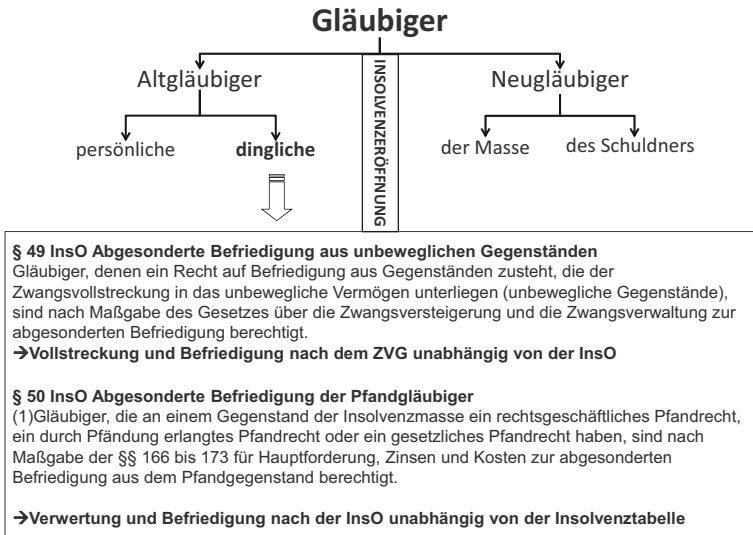 Gläubiger
Altgläubiger
INSOLVENZERÖFFNUNG
Neugläubiger
persönliche
dingliche
der Masse
des Schuldners
§ 49 InsO Abgesonderte Befriedigung aus unbeweglichen Gegenständen
Gläubiger, denen ein Recht auf Befriedigung aus Gegenständen zusteht, die der
Zwangsvollstreckung in das unbewegliche Vermögen unterliegen (unbewegliche Gegenstände),
sind nach Maßgabe des Gesetzes über die Zwangsversteigerung und die Zwangsverwaltung zur
abgesonderten Befriedigung berechtigt.
→Vollstreckung und Befriedigung nach dem ZVG unabhängig von der InsO
§ 50 InsO Abgesonderte Befriedigung der Pfandgläubiger
(1)Gläubiger, die an einem Gegenstand der Insolvenzmasse ein rechtsgeschäftliches Pfandrecht,
ein durch Pfändung erlangtes Pfandrecht oder ein gesetzliches Pfandrecht haben, sind nach
Maßgabe der §§ 166 bis 173 für Hauptforderung, Zinsen und Kosten zur abgesonderten
Befriedigung aus dem Pfandgegenstand berechtigt.
→Verwertung und Befriedigung nach der InsO unabhängig von der Insolvenztabelle